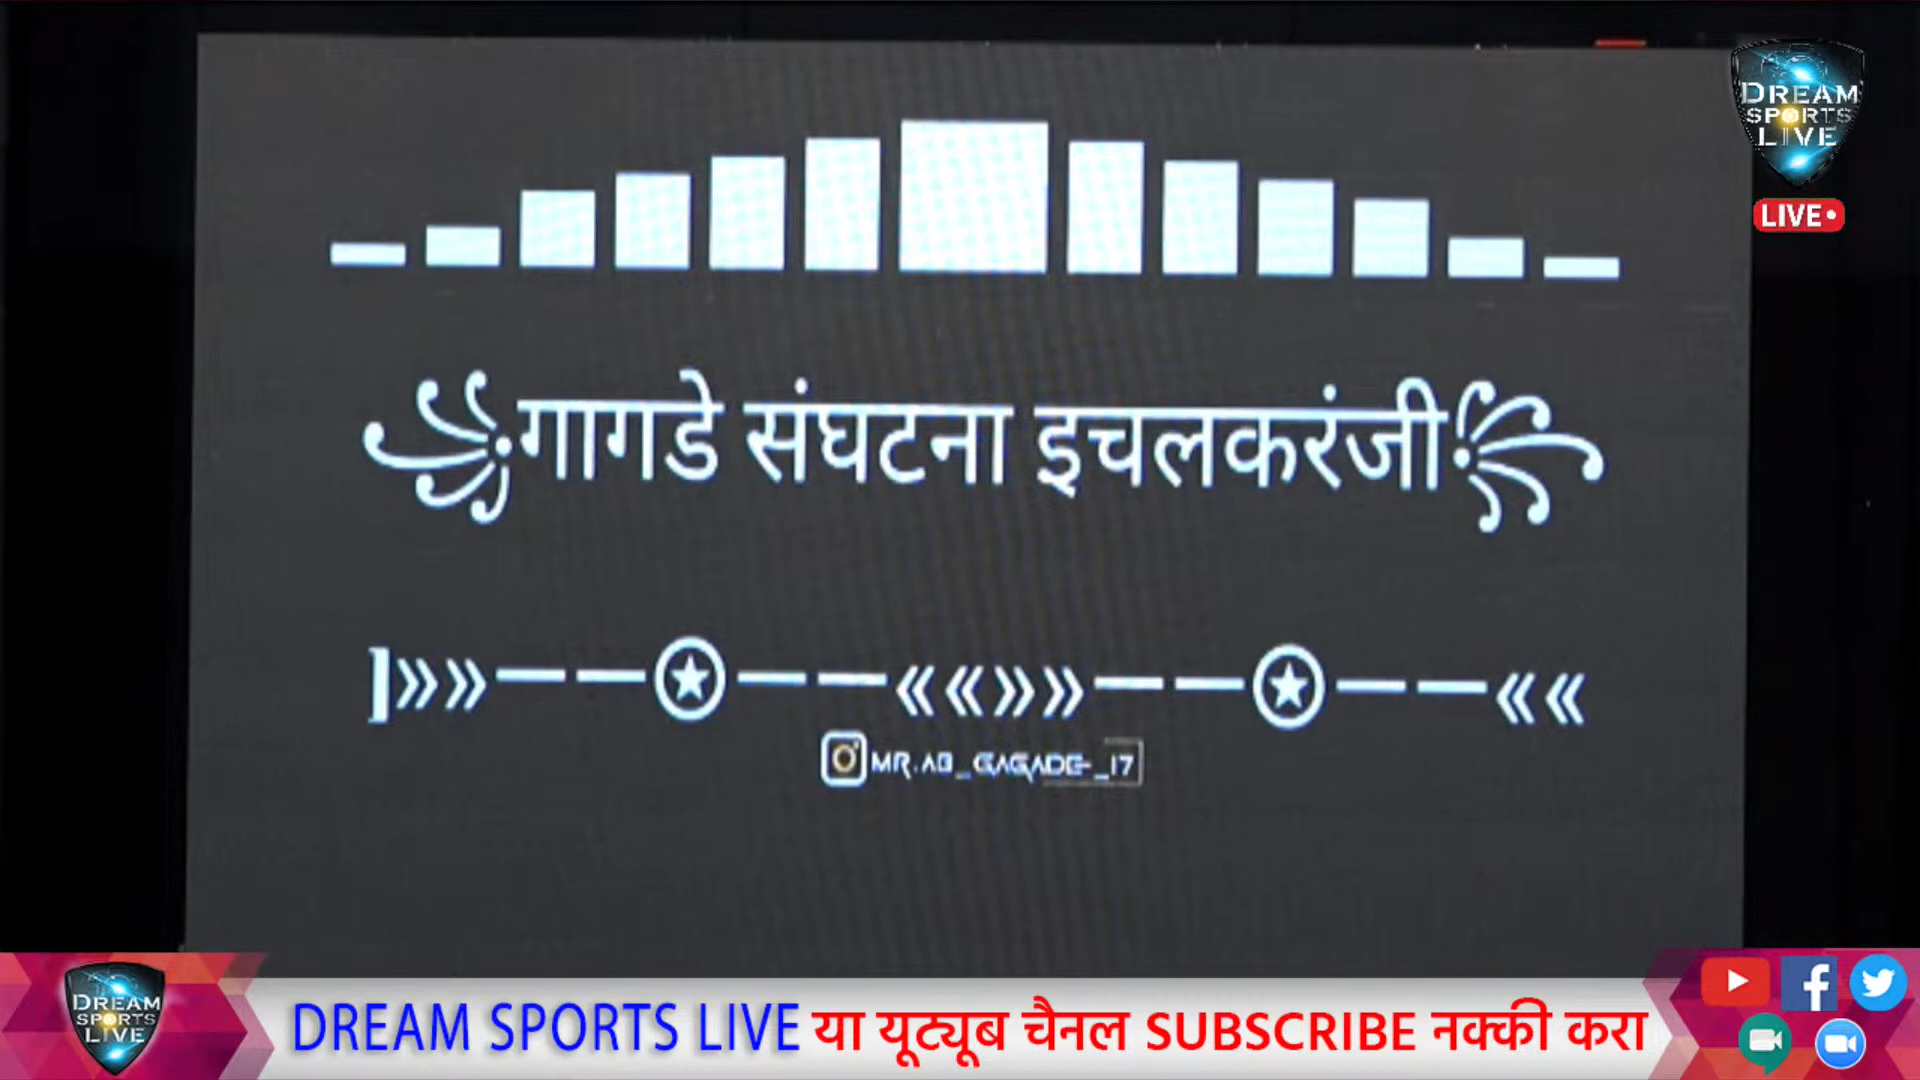 DREAM
SPORTS
LIVE
LIVE
गागडे संघटना इचलकरंजी
MR.AB_GAGADE_17
DREAM
SPORTS
LIVE
DREAM SPORTS LIVE या यूट्यूब चैनल SUBSCRIBE नक्की करा